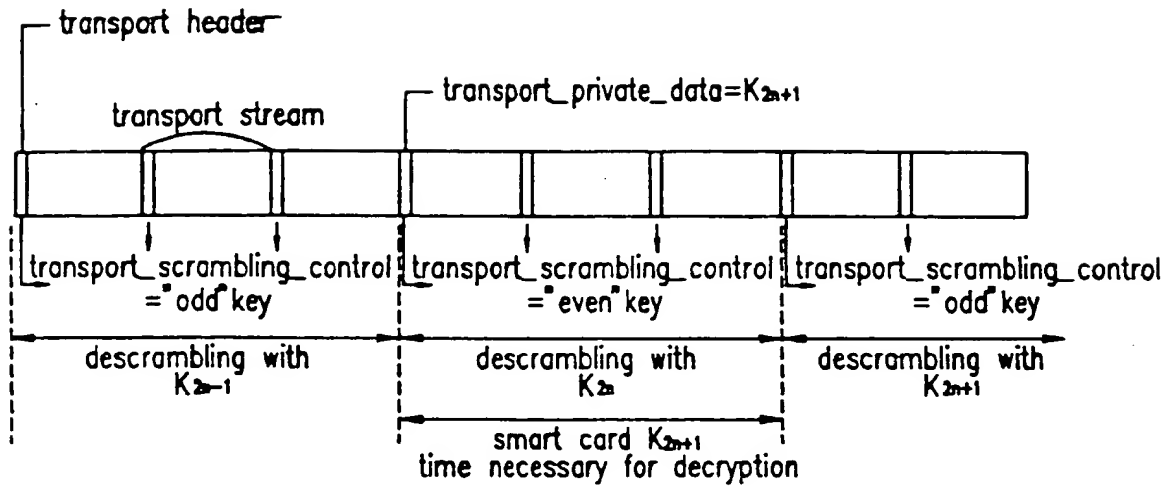 transport header
transport_private_data=K2n+1
transport stream
transport_scrambling_control
="odd" key
transport_scrambling_control
="even" key
transport_scrambling_control
="odd" key
descrambling with
K2n-1
descrambling with
K2n
descrambling with
K2n+1
smart card K2n+1
time necessary for decryption